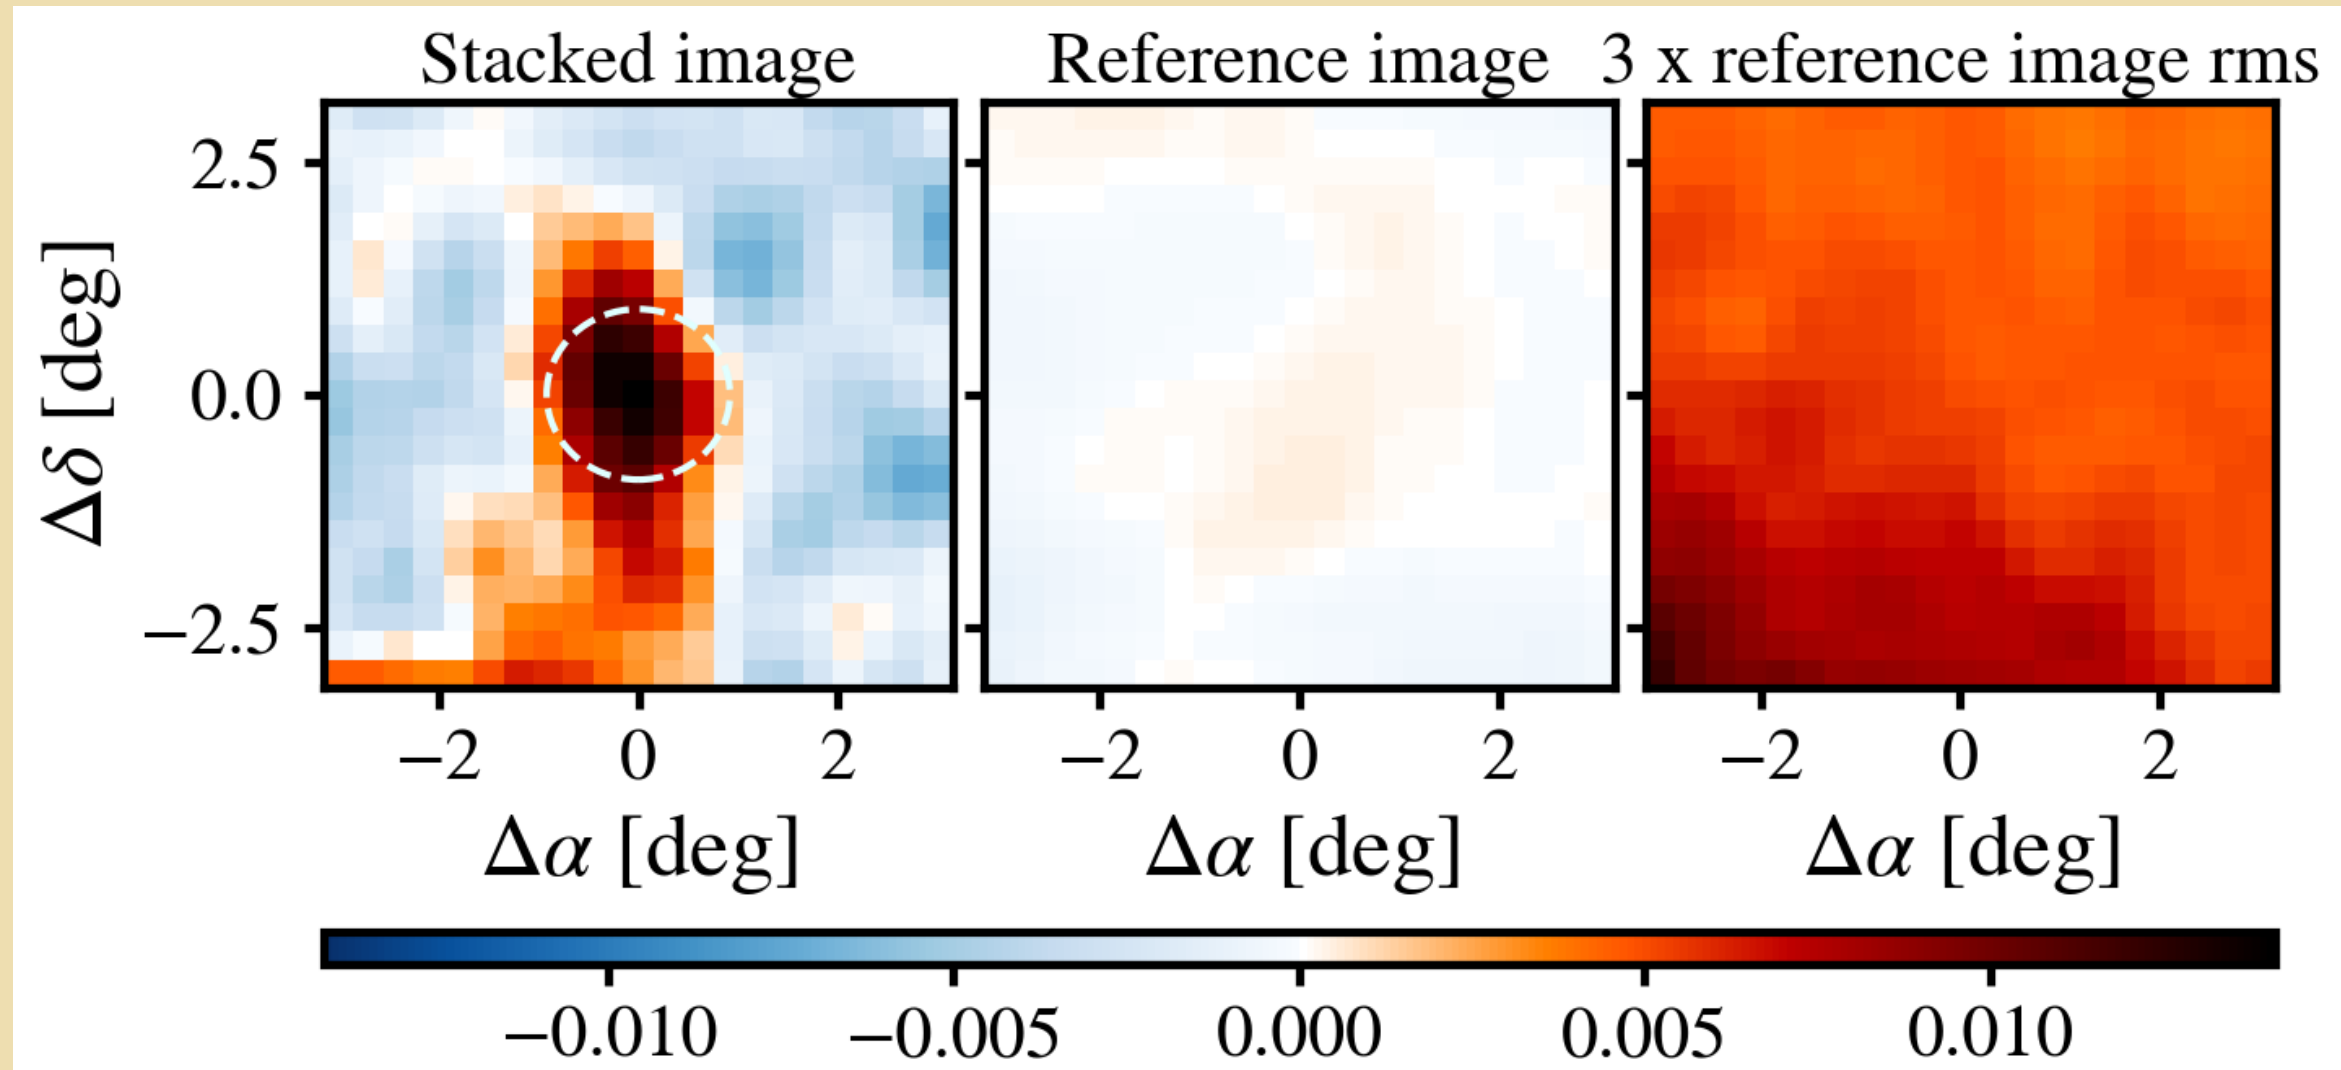 Stacked image
Reference image
3 x reference image rms
2.5
0.0
−2.5
Δδ [deg]
−2 0 2
−2 0 2
−2 0 2
Δα [deg]
Δα [deg]
Δα [deg]
−0.010 −0.005 0.000 0.005 0.010